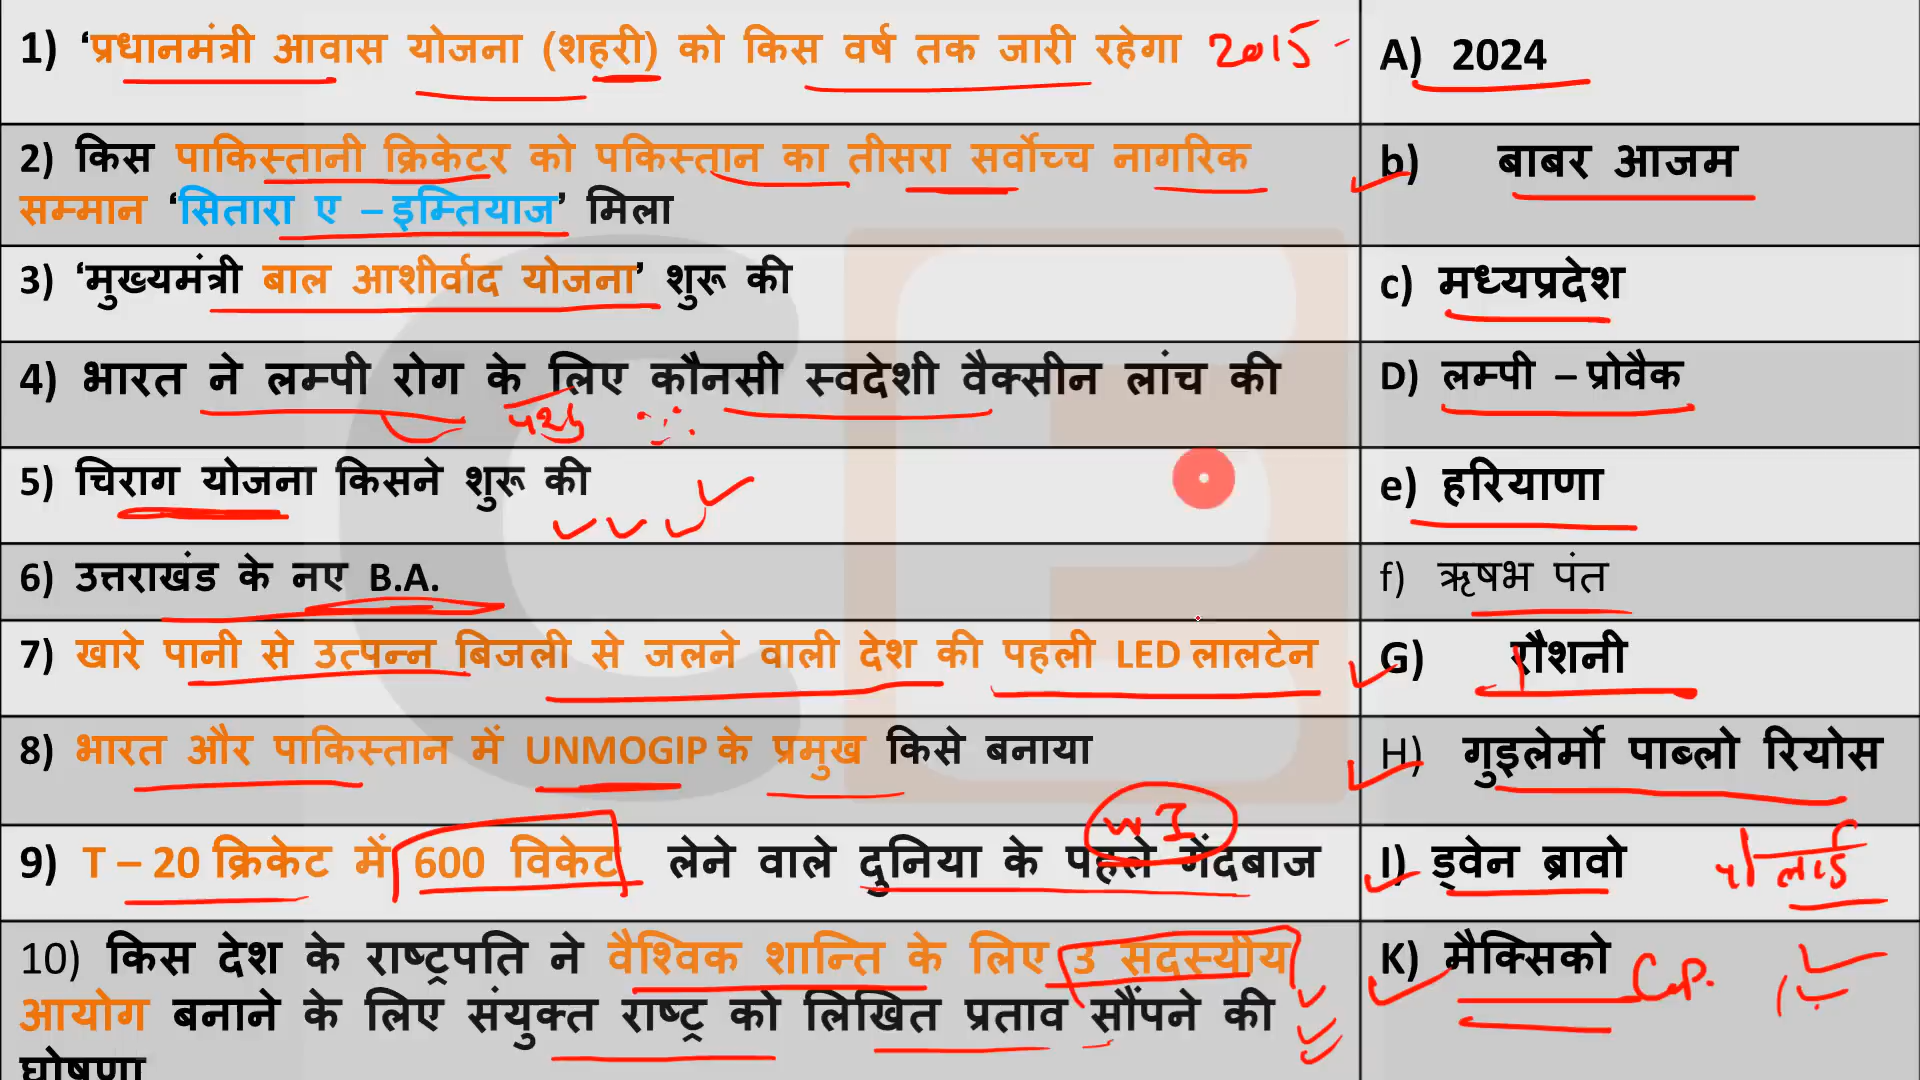 1) ‘प्रधानमंत्री आवास योजना (शहरी) को किस वर्ष तक जारी रहेगा 2015 -
A) 2024
2) किस पाकिस्तानी क्रिकेटर को पकिस्तान का तीसरा सर्वोच्च नागरिक
सम्मान ‘सितारा ए – इम्तियाज’ मिला
b) बाबर आजम
3) ‘मुख्यमंत्री बाल आशीर्वाद योजना’ शुरू की
c) मध्यप्रदेश
4) भारत ने लम्पी रोग के लिए कौनसी स्वदेशी वैक्सीन लांच की
पशु
D) लम्पी – प्रोवैक
5) चिराग योजना किसने शुरू की
e) हरियाणा
6) उत्तराखंड के नए B.A.
f) ऋषभ पंत
7) खारे पानी से उत्पन्न बिजली से जलने वाली देश की पहली LED लालटेन
G) रौशनी
8) भारत और पाकिस्तान में UNMOGIP के प्रमुख किसे बनाया
H) गुइलेर्मो पाब्लो रियोस
WI
9) T – 20 क्रिकेट में 600 विकेट लेने वाले दुनिया के पहले गेंदबाज
I) ड्वेन ब्रावो पोलार्ड
10) किस देश के राष्ट्रपति ने वैश्विक शान्ति के लिए 3 सदस्यीय
आयोग बनाने के लिए संयुक्त राष्ट्र को लिखित प्रताव सौंपने की
घोषणा
K) मैक्सिको C.P.